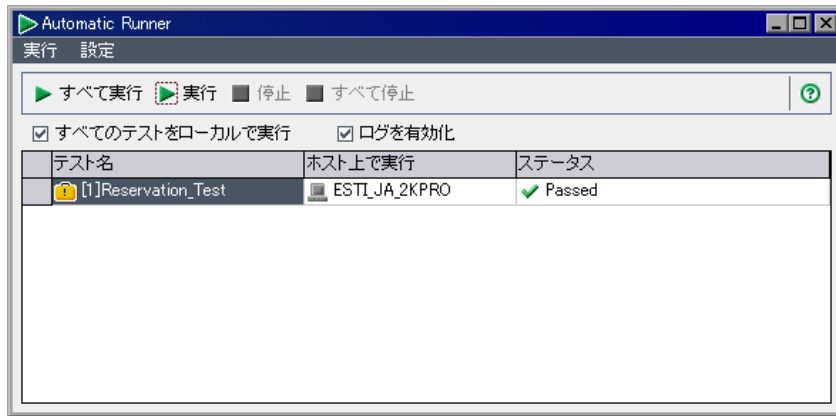 Automatic Runner
実行 設定
すべて実行 実行 停止 すべて停止
すべてのテストをローカルで実行 ログを有効化
テスト名 ホスト上で実行 ステータス
[1]Reservation_Test ESTI_JA_2KPRO Passed